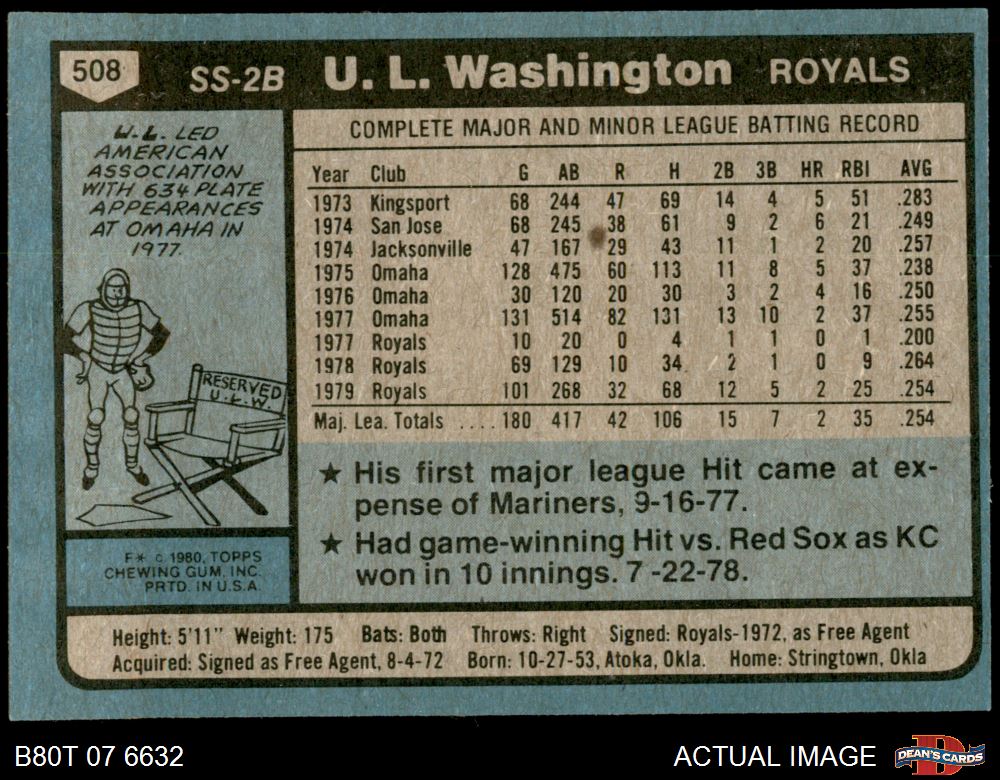 508 SS-2B U. L. Washington ROYALS
U.L. LED
AMERICAN
ASSOCIATION
WITH 634 PLATE
APPEARANCES
AT OMAHA IN
1977.
RESERVED
U.L.W.
F* © 1980, TOPPS
CHEWING GUM, INC.
PRTD. IN U.S.A.
COMPLETE MAJOR AND MINOR LEAGUE BATTING RECORD
Year Club G AB R H 2B 3B HR RBI AVG
1973 Kingsport 68 244 47 69 14 4 5 51 .283
1974 San Jose 68 245 38 61 9 2 6 21 .249
1974 Jacksonville 47 167 29 43 11 1 2 20 .257
1975 Omaha 128 475 60 113 11 8 5 37 .238
1976 Omaha 30 120 20 30 3 2 4 16 .250
1977 Omaha 131 514 82 131 13 10 2 37 .255
1977 Royals 10 20 0 4 1 1 0 1 .200
1978 Royals 69 129 10 34 2 1 0 9 .264
1979 Royals 101 268 32 68 12 5 2 25 .254
Maj. Lea. Totals .... 180 417 42 106 15 7 2 35 .254
★ His first major league Hit came at ex-
pense of Mariners, 9-16-77.
★ Had game-winning Hit vs. Red Sox as KC
won in 10 innings. 7 -22-78.
Height: 5'11" Weight: 175 Bats: Both Throws: Right Signed: Royals-1972, as Free Agent
Acquired: Signed as Free Agent, 8-4-72 Born: 10-27-53, Atoka, Okla. Home: Stringtown, Okla
B80T 07 6632 ACTUAL IMAGE DEAN'S CARDS